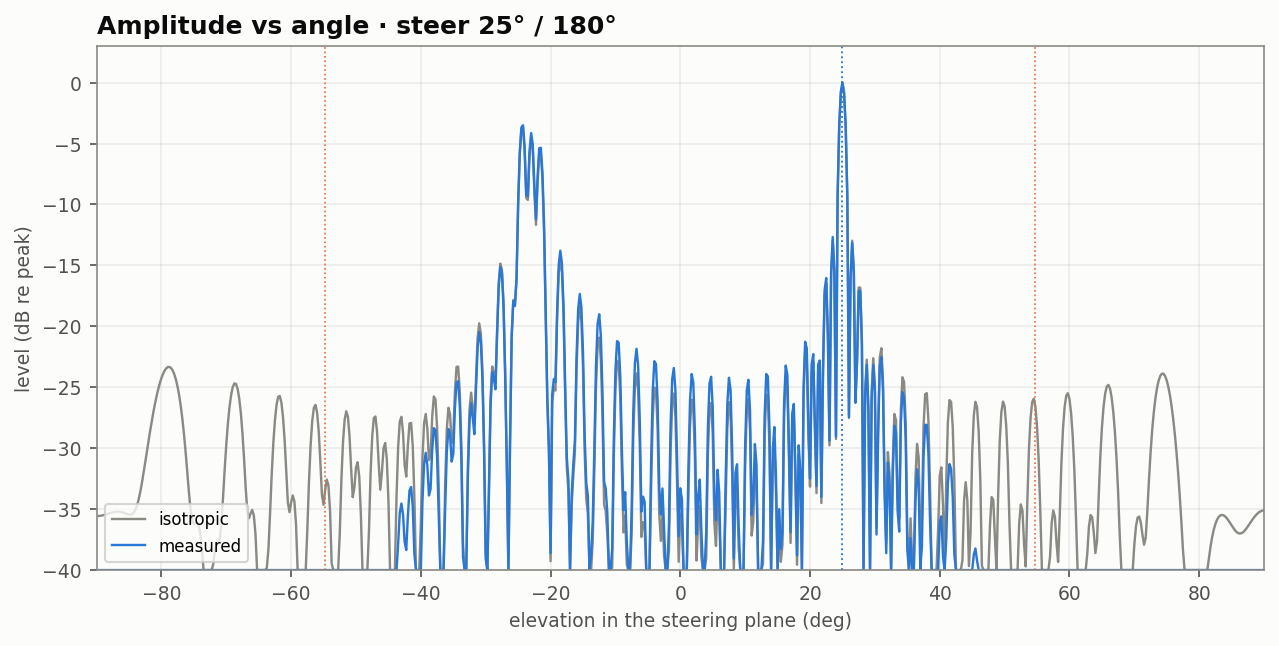 Amplitude vs angle · steer 25° / 180°
0
−5
−10
−15
−20
−25
−30
−35
−40
level (dB re peak)
isotropic
measured
−80 −60 −40 −20 0 20 40 60 80
elevation in the steering plane (deg)